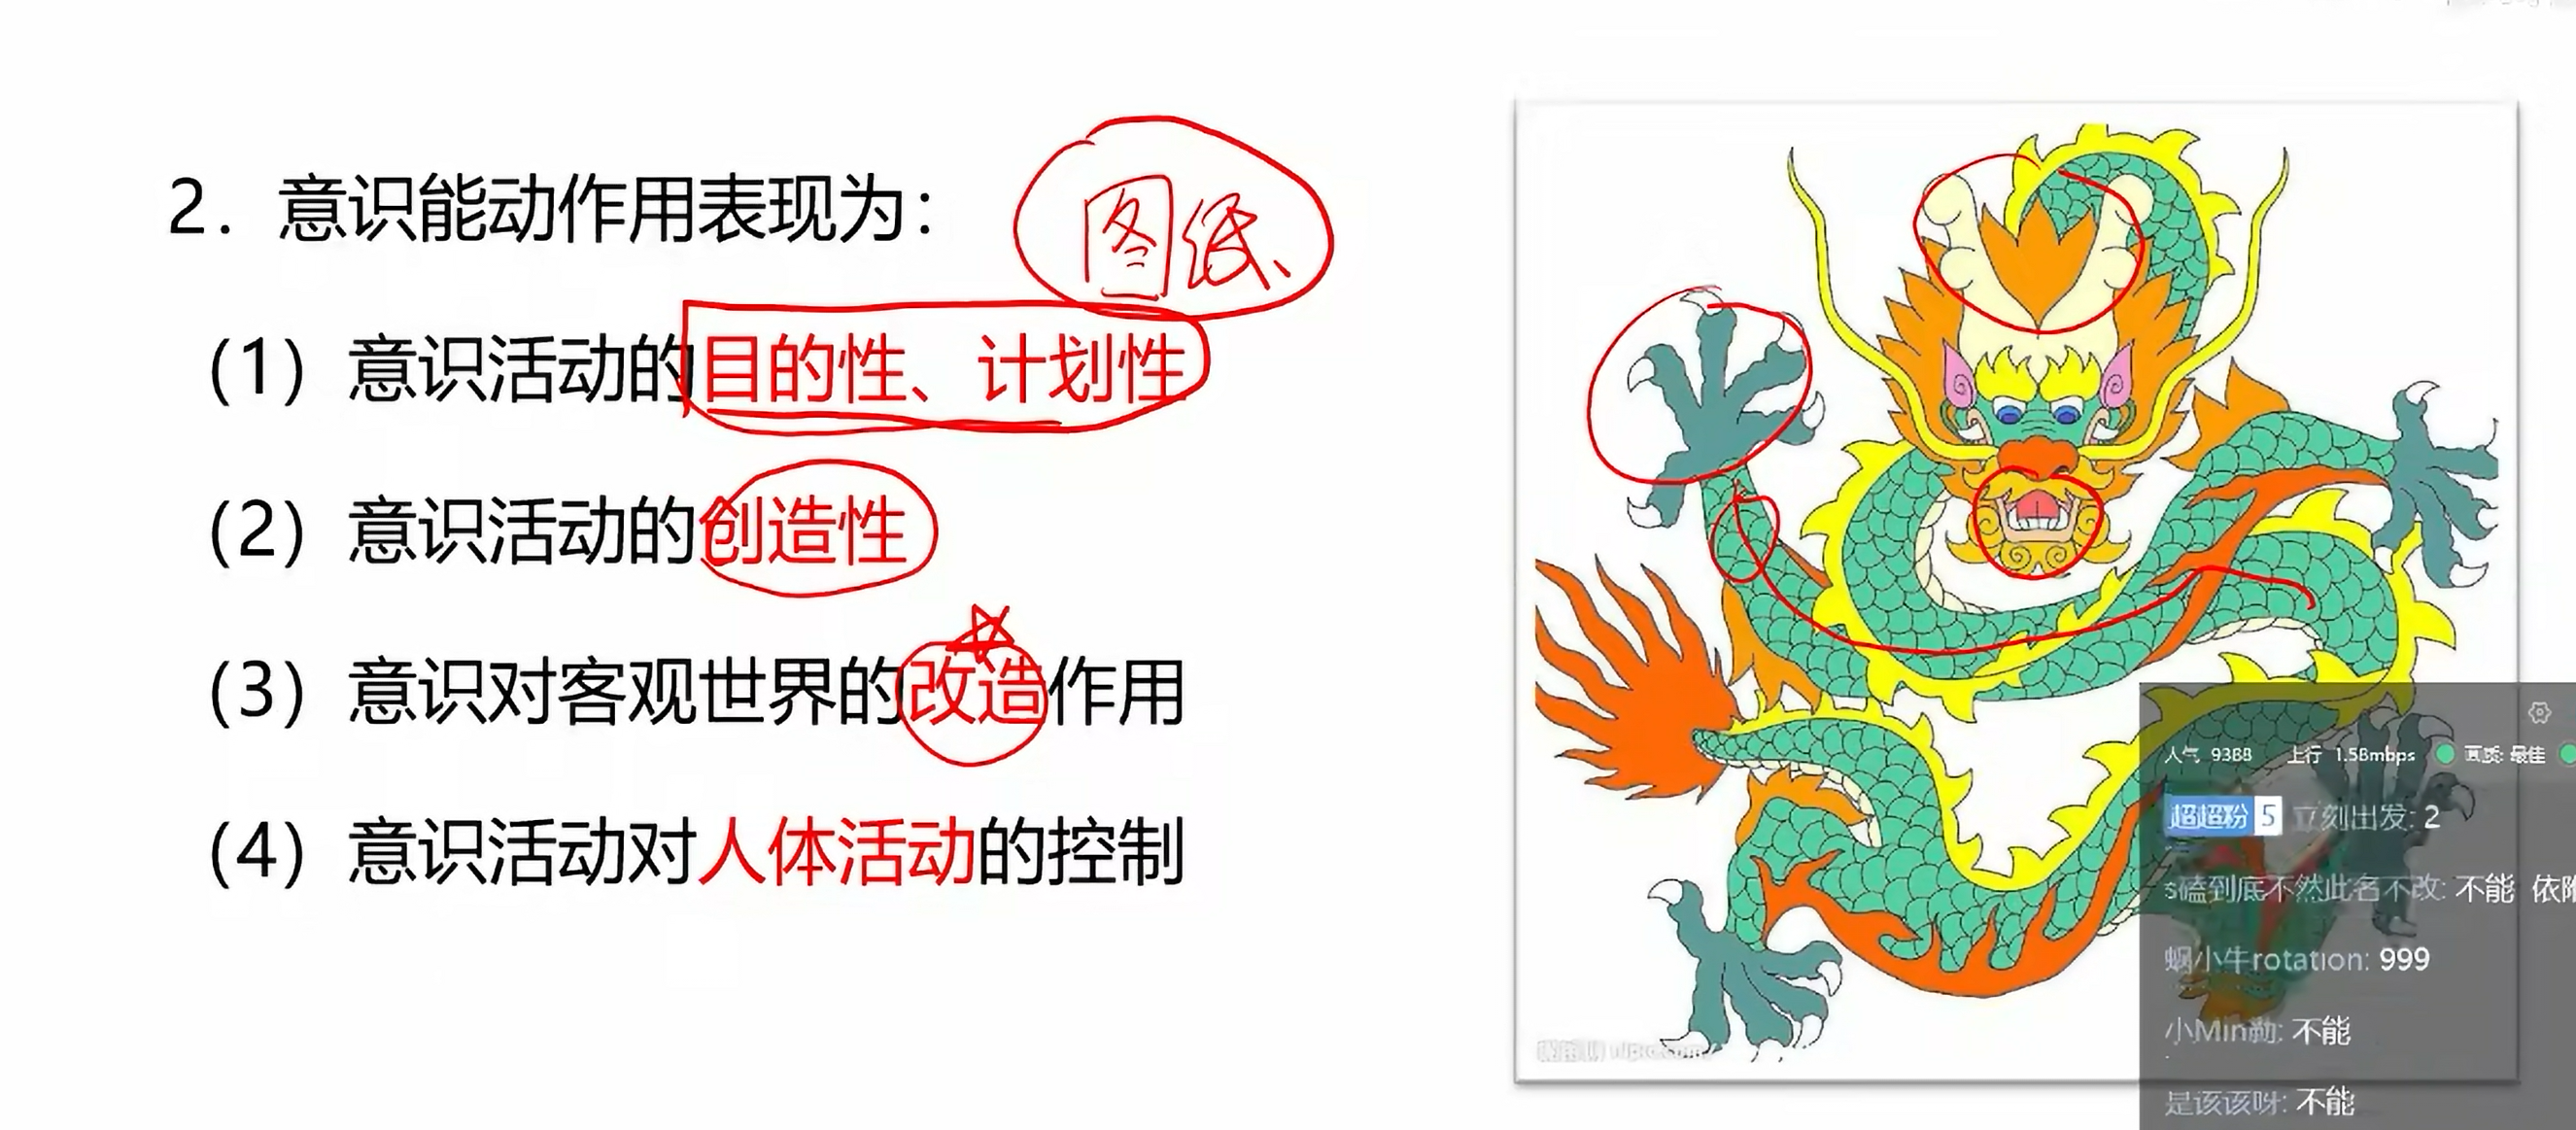 2. 意识能动作用表现为：
图纸
（1）意识活动的目的性、计划性
（2）意识活动的创造性
（3）意识对客观世界的改造作用
（4）意识活动对人体活动的控制
人气 9388 上行 1.58mbps 画质: 最佳
超超粉 5 立刻出发: 2
s磕到底不然此名不改: 不能 依附
蜗小牛rotation: 999
小Min勤: 不能
是该该呀: 不能